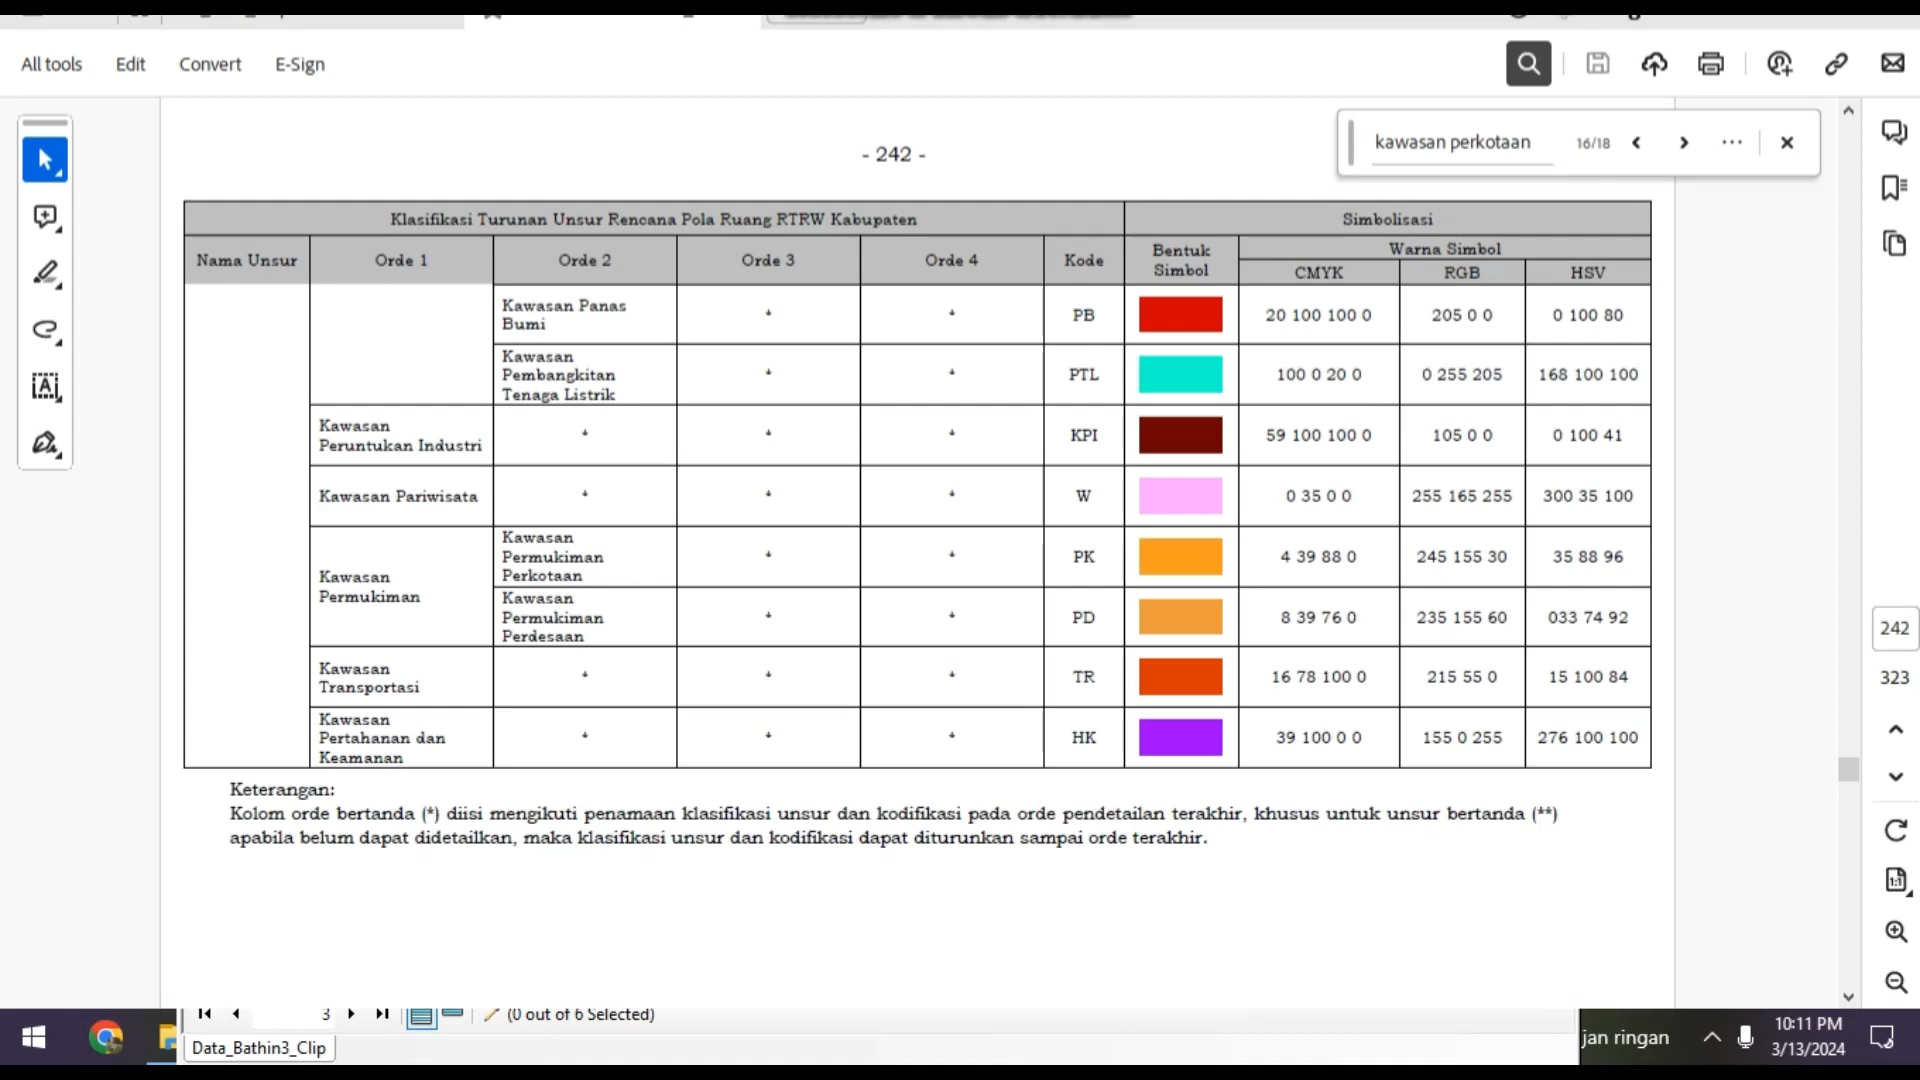 All tools Edit Convert E-Sign
kawasan perkotaan 16/18
- 242 -
Klasifikasi Turunan Unsur Rencana Pola Ruang RTRW Kabupaten Simbolisasi
Nama Unsur Orde 1 Orde 2 Orde 3 Orde 4 Kode Bentuk Simbol Warna Simbol
CMYK RGB HSV
Kawasan Panas Bumi * * PB 20 100 100 0 205 0 0 0 100 80
Kawasan Pembangkitan Tenaga Listrik * * PTL 100 0 20 0 0 255 205 168 100 100
Kawasan Peruntukan Industri * * * KPI 59 100 100 0 105 0 0 0 100 41
Kawasan Pariwisata * * * W 0 35 0 0 255 165 255 300 35 100
Kawasan Permukiman
Kawasan Permukiman Perkotaan * * PK 4 39 88 0 245 155 30 35 88 96
Kawasan Permukiman Perdesaan * * PD 8 39 76 0 235 155 60 033 74 92
Kawasan Transportasi * * * TR 16 78 100 0 215 55 0 15 100 84
Kawasan Pertahanan dan Keamanan * * * HK 39 100 0 0 155 0 255 276 100 100
Keterangan:
Kolom orde bertanda (*) diisi mengikuti penamaan klasifikasi unsur dan kodifikasi pada orde pendetailan terakhir, khusus untuk unsur bertanda (**)
apabila belum dapat didetailkan, maka klasifikasi unsur dan kodifikasi dapat diturunkan sampai orde terakhir.
242
323
3 (0 out of 6 Selected)
Data_Bathin3_Clip
jan ringan
10:11 PM
3/13/2024